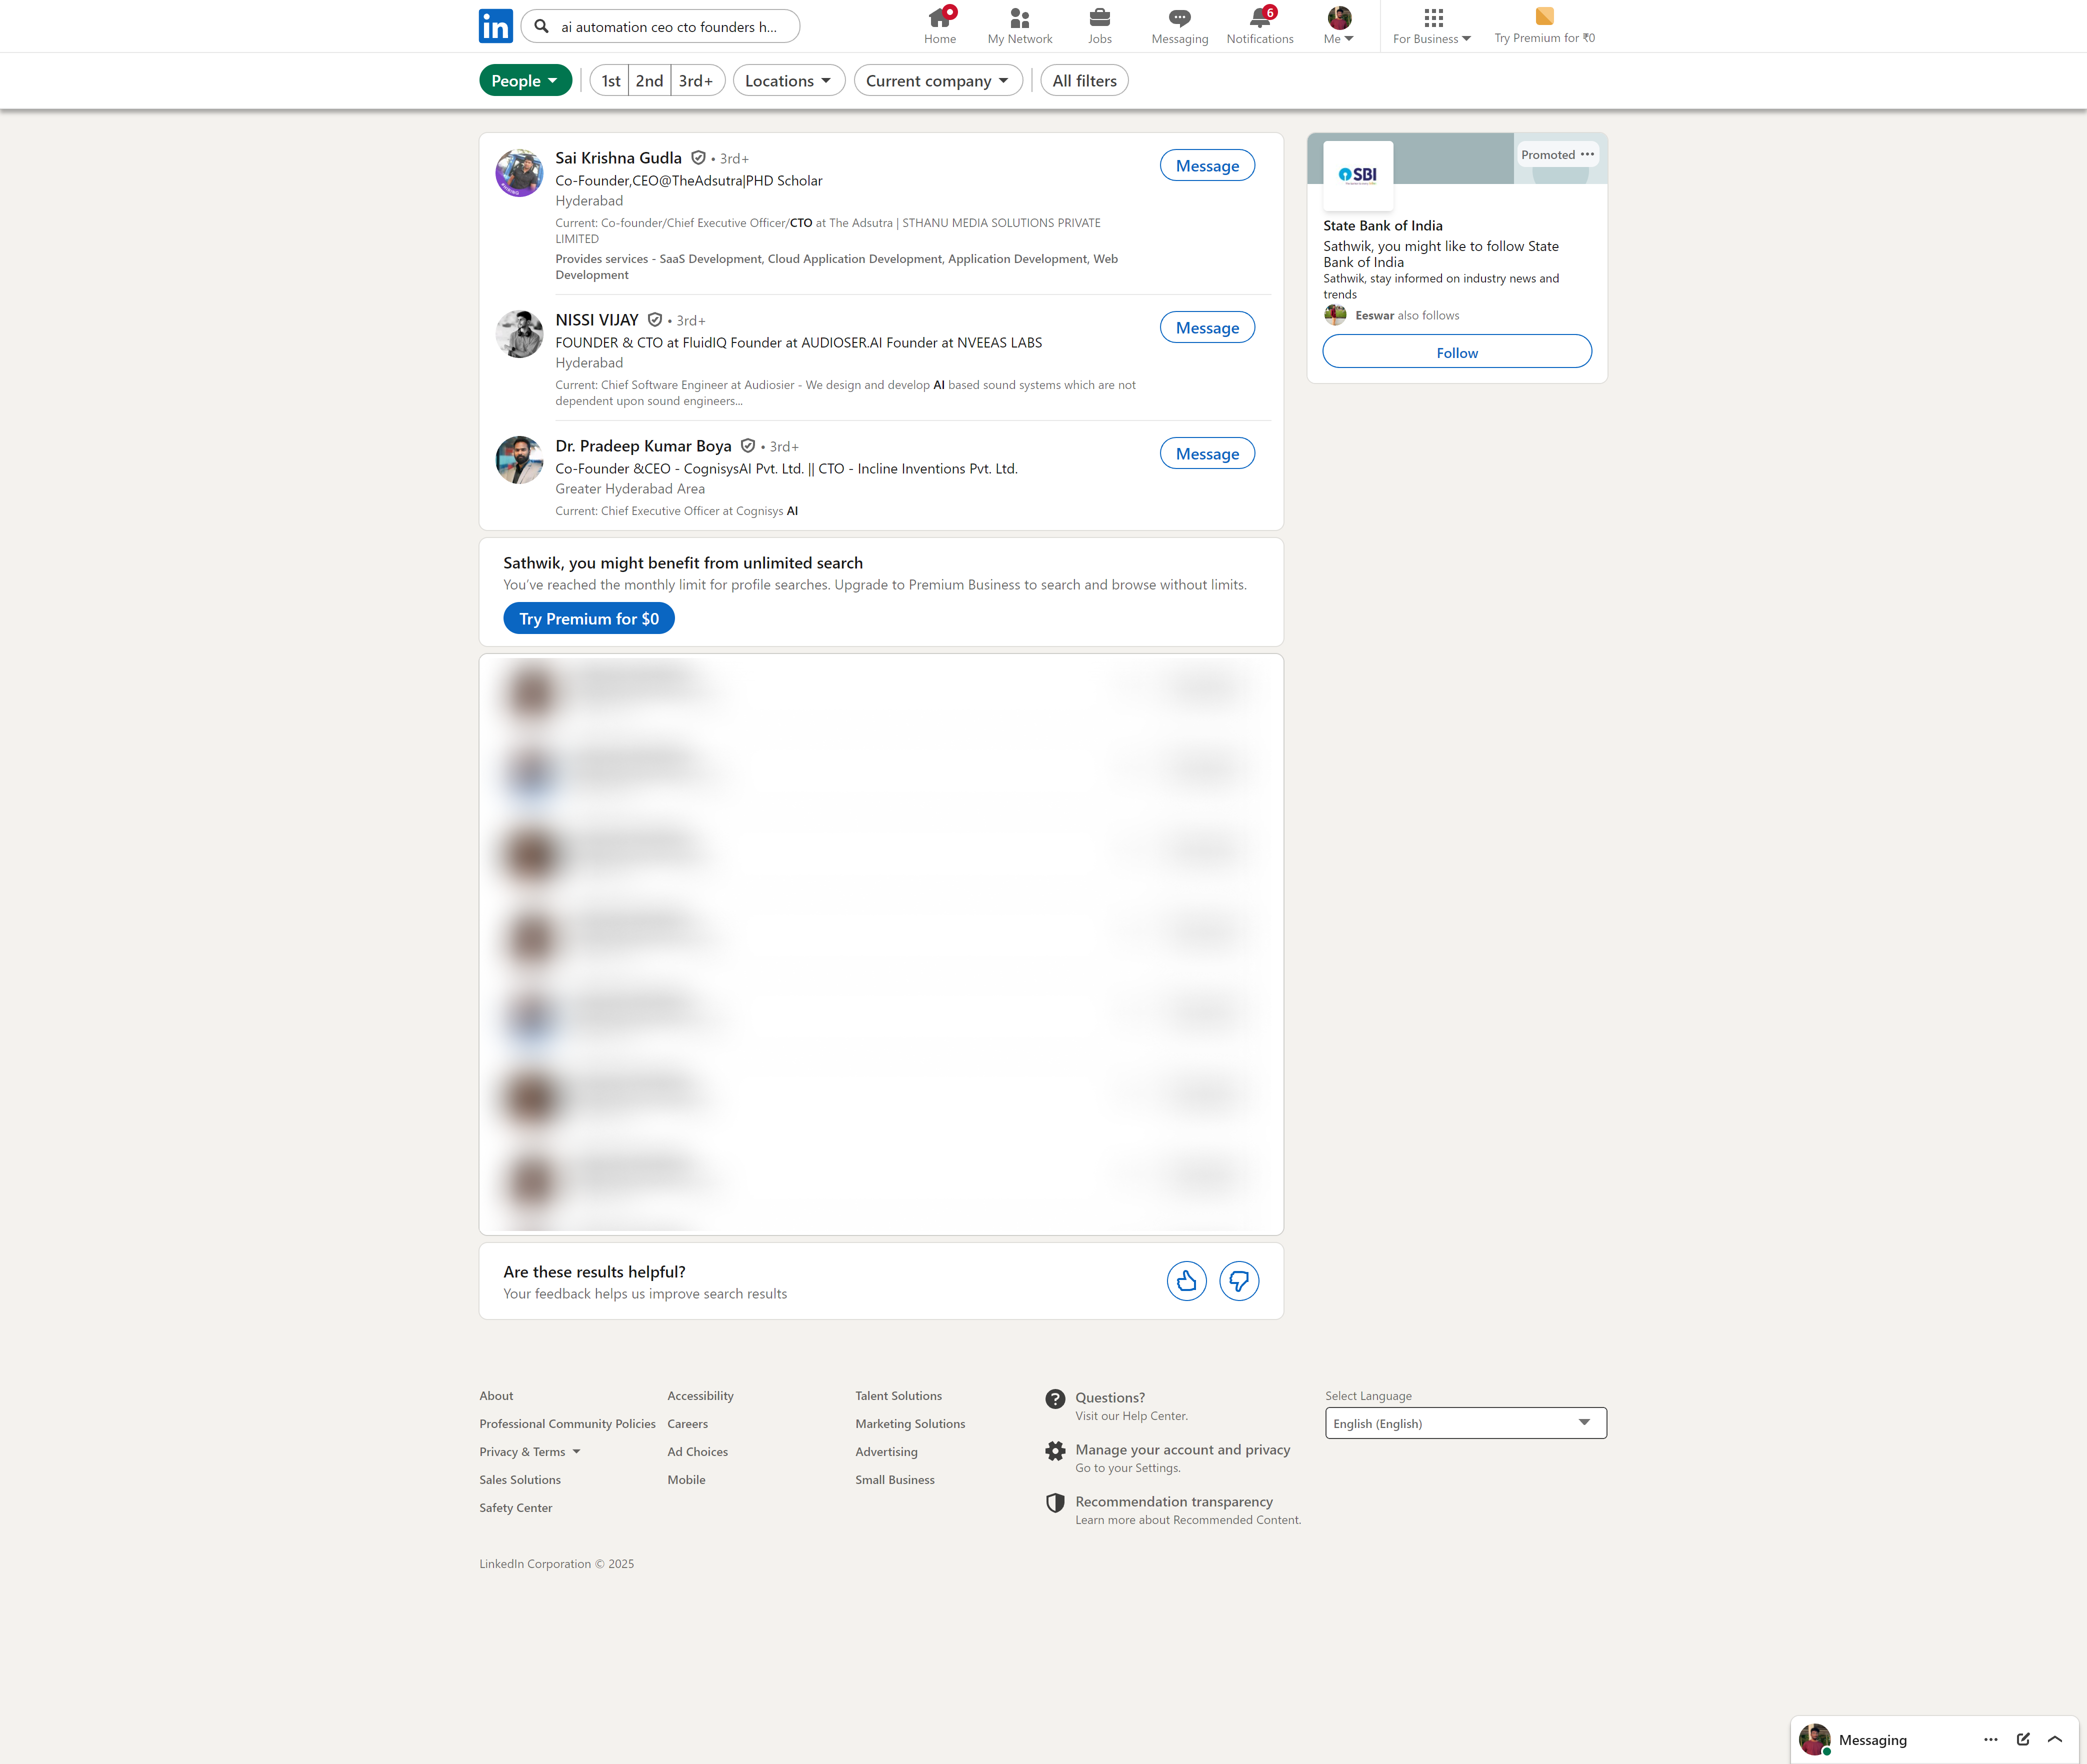 in
ai automation ceo cto founders h...
Home
My Network
Jobs
Messaging
6
Notifications
Me
For Business
Try Premium for ₹0
People
1st
2nd
3rd+
Locations
Current company
All filters
Sai Krishna Gudla • 3rd+
Co-Founder,CEO@TheAdsutra|PHD Scholar
Hyderabad
Current: Co-founder/Chief Executive Officer/CTO at The Adsutra | STHANU MEDIA SOLUTIONS PRIVATE
LIMITED
Provides services - SaaS Development, Cloud Application Development, Application Development, Web
Development
Message
NISSI VIJAY • 3rd+
FOUNDER & CTO at FluidIQ Founder at AUDIOSER.AI Founder at NVEEAS LABS
Hyderabad
Current: Chief Software Engineer at Audiosier - We design and develop AI based sound systems which are not
dependent upon sound engineers...
Message
Dr. Pradeep Kumar Boya • 3rd+
Co-Founder &CEO - CognisysAI Pvt. Ltd. || CTO - Incline Inventions Pvt. Ltd.
Greater Hyderabad Area
Current: Chief Executive Officer at Cognisys AI
Message
Promoted
SBI
State Bank of India
Sathwik, you might like to follow State
Bank of India
Sathwik, stay informed on industry news and
trends
Eeswar also follows
Follow
Sathwik, you might benefit from unlimited search
You've reached the monthly limit for profile searches. Upgrade to Premium Business to search and browse without limits.
Try Premium for $0
Are these results helpful?
Your feedback helps us improve search results
About
Professional Community Policies
Privacy & Terms
Sales Solutions
Safety Center
Accessibility
Careers
Ad Choices
Mobile
Talent Solutions
Marketing Solutions
Advertising
Small Business
Questions?
Visit our Help Center.
Manage your account and privacy
Go to your Settings.
Recommendation transparency
Learn more about Recommended Content.
Select Language
English (English)
LinkedIn Corporation © 2025
Messaging